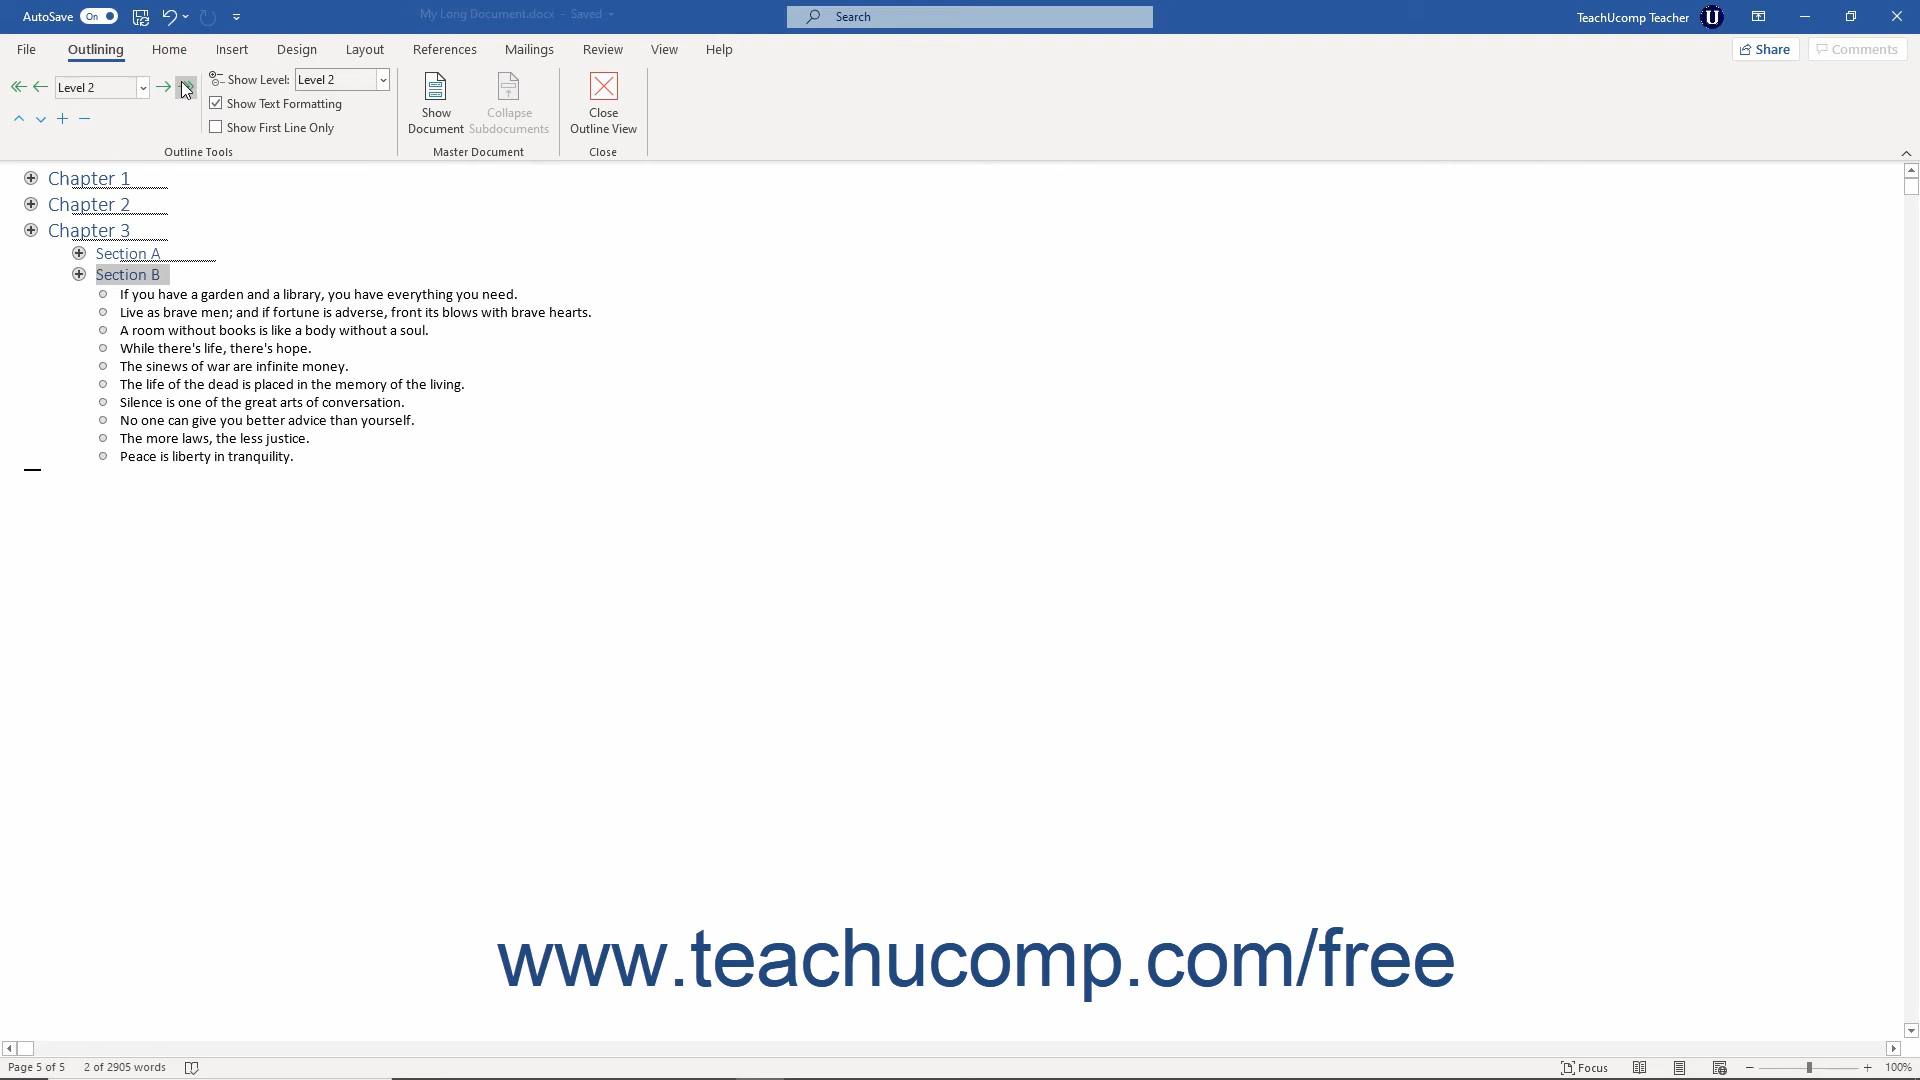 AutoSave On My Long Document.docx - Saved Search TeachUcomp Teacher U
File Outlining Home Insert Design Layout References Mailings Review View Help Share Comments
Level 2
Show Level: Level 2
Show Text Formatting
Show First Line Only
Outline Tools
Show Document
Collapse Subdocuments
Master Document
Close Outline View
Close
Chapter 1
Chapter 2
Chapter 3
Section A
Section B
If you have a garden and a library, you have everything you need.
Live as brave men; and if fortune is adverse, front its blows with brave hearts.
A room without books is like a body without a soul.
While there's life, there's hope.
The sinews of war are infinite money.
The life of the dead is placed in the memory of the living.
Silence is one of the great arts of conversation.
No one can give you better advice than yourself.
The more laws, the less justice.
Peace is liberty in tranquility.
www.teachucomp.com/free
Page 5 of 5 2 of 2905 words Focus 100%